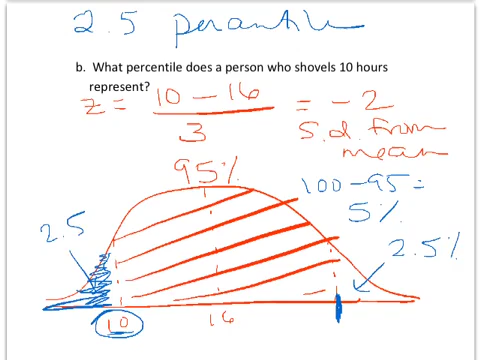 2.5 perantile
b. What percentile does a person who shovels 10 hours
represent?
z = 10 - 16 / 3 = -2
s.d. from
mean
95%
100-95=
5%
2.5
2.5%
10
16